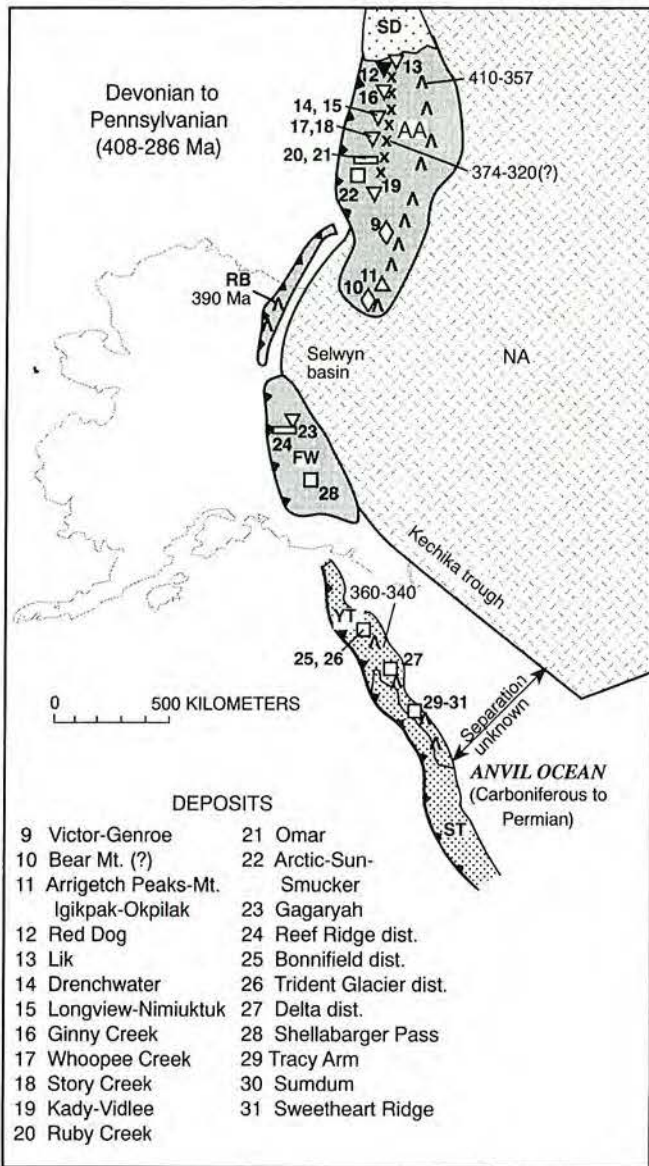 SD
Devonian to
Pennsylvanian
(408-286 Ma)
12
13
16
410-357
14, 15
AA
17, 18
20, 21
374-320(?)
22
19
9
RB
390 Ma
11
10
Selwyn
basin
NA
23
24
FW
28
Kechika trough
360-340
YT
25, 26
27
0 500 KILOMETERS
29-31
Separation
unknown
ANVIL OCEAN
(Carboniferous to
Permian)
ST
DEPOSITS
9 Victor-Genroe
10 Bear Mt. (?)
11 Arrigetch Peaks-Mt.
Igikpak-Okpilak
12 Red Dog
13 Lik
14 Drenchwater
15 Longview-Nimiuktuk
16 Ginny Creek
17 Whoopee Creek
18 Story Creek
19 Kady-Vidlee
20 Ruby Creek
21 Omar
22 Arctic-Sun-
Smucker
23 Gagaryah
24 Reef Ridge dist.
25 Bonnifield dist.
26 Trident Glacier dist.
27 Delta dist.
28 Shellabarger Pass
29 Tracy Arm
30 Sumdum
31 Sweetheart Ridge